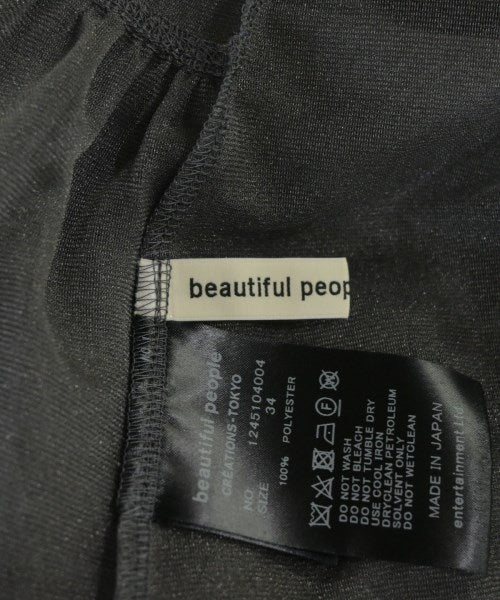 beautiful peop
beautiful people
CRÉATIONS-TOKYO
NO 1245104004
SIZE 34
100% POLYESTER
DO NOT WASH
DO NOT BLEACH
DO NOT TUMBLE DRY
USE COOL IRON
DRYCLEAN PETROLEUM
SOLVENT ONLY
DO NOT WETCLEAN
MADE IN JAPAN
entertainment Ltd.